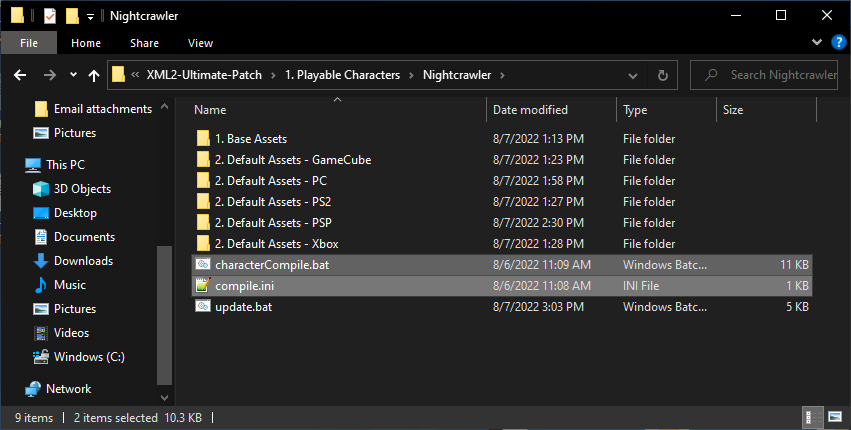 Nightcrawler
File Home Share View
« XML2-Ultimate-Patch > 1. Playable Characters > Nightcrawler >
Search Nightcrawler
Email attachments
Pictures
This PC
3D Objects
Desktop
Documents
Downloads
Music
Pictures
Videos
Windows (C:)
Network
Name Date modified Type Size
1. Base Assets 8/7/2022 1:13 PM File folder
2. Default Assets - GameCube 8/7/2022 1:23 PM File folder
2. Default Assets - PC 8/7/2022 1:58 PM File folder
2. Default Assets - PS2 8/7/2022 1:27 PM File folder
2. Default Assets - PSP 8/7/2022 2:30 PM File folder
2. Default Assets - Xbox 8/7/2022 1:28 PM File folder
characterCompile.bat 8/6/2022 11:09 AM Windows Batc... 11 KB
compile.ini 8/6/2022 11:08 AM INI File 1 KB
update.bat 8/7/2022 3:03 PM Windows Batc... 5 KB
9 items 2 items selected 10.3 KB